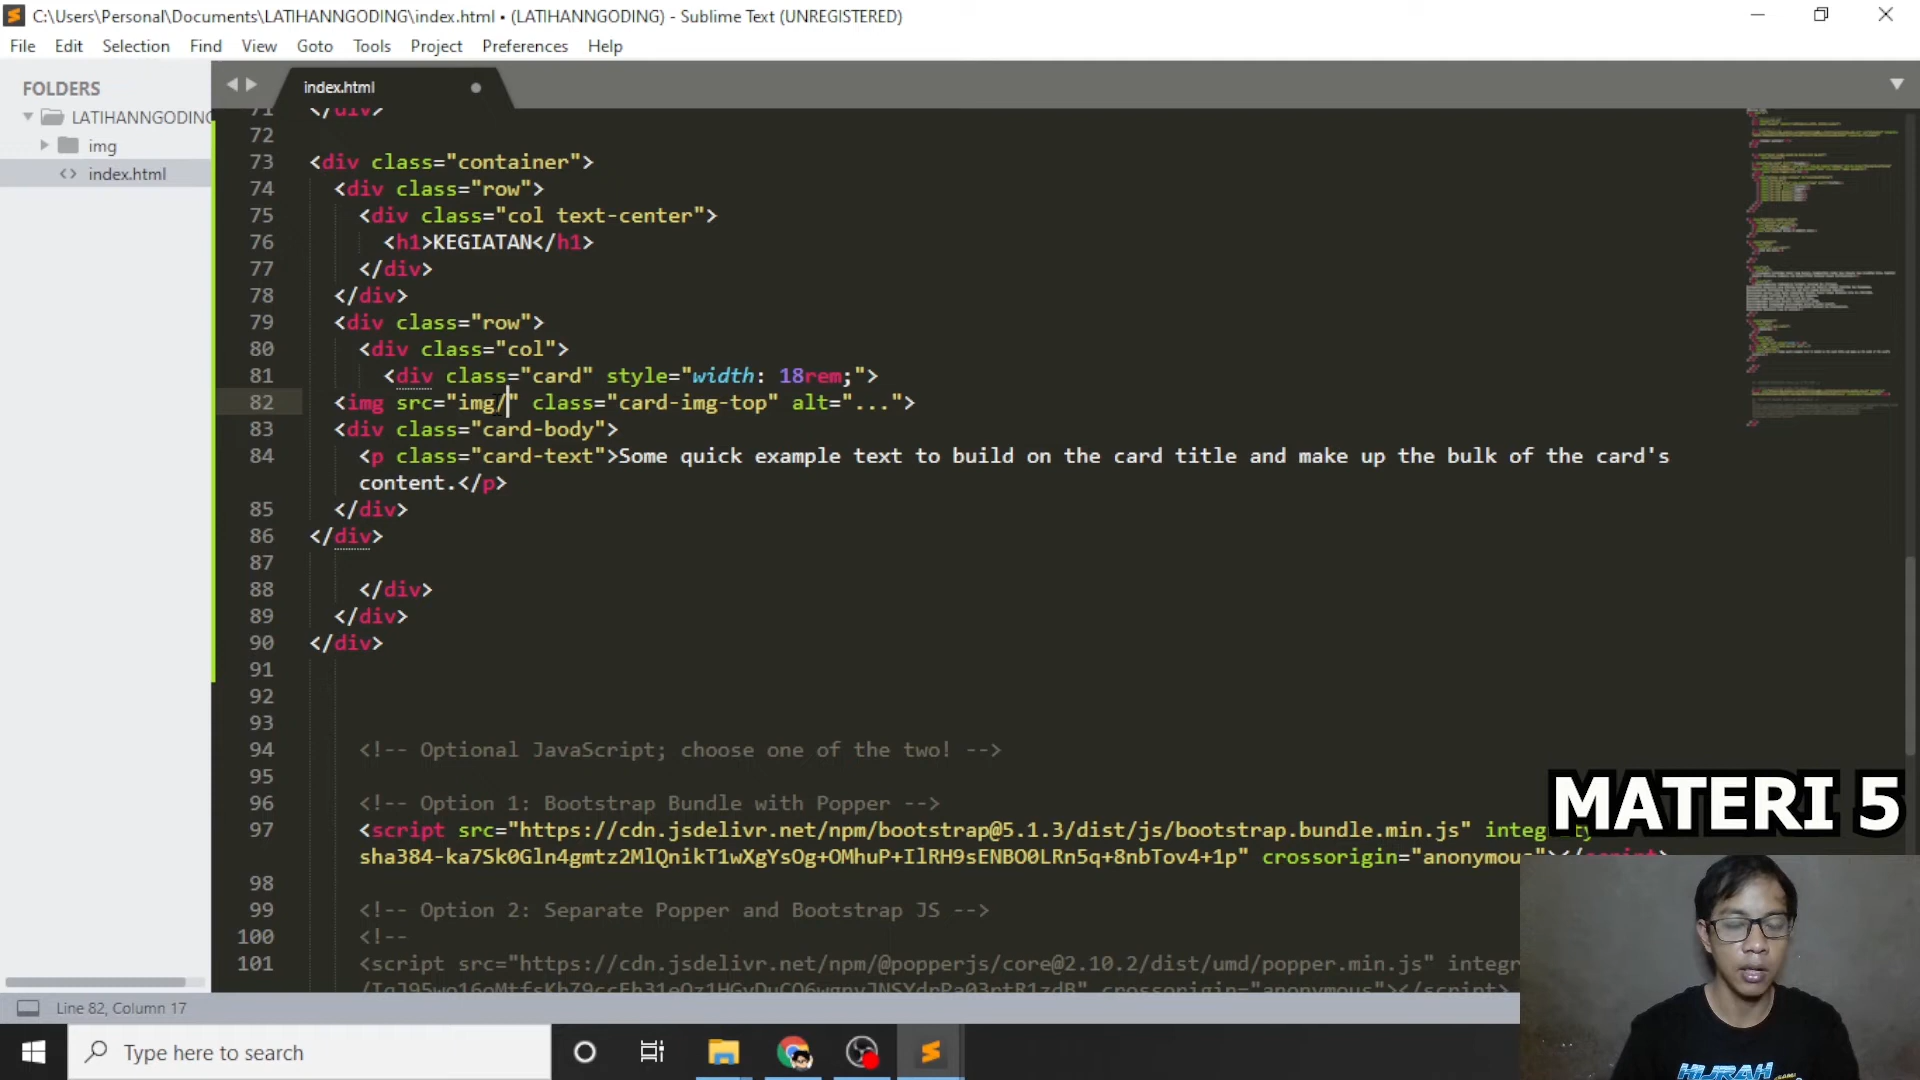 C:\Users\Personal\Documents\LATIHANNGODING\index.html • (LATIHANNGODING) - Sublime Text (UNREGISTERED)
File Edit Selection Find View Goto Tools Project Preferences Help
FOLDERS
LATIHANNGODING
img
index.html
index.html
71 </div>
72
73 <div class="container">
74 <div class="row">
75 <div class="col text-center">
76 <h1>KEGIATAN</h1>
77 </div>
78 </div>
79 <div class="row">
80 <div class="col">
81 <div class="card" style="width: 18rem;">
82 <img src="img/" class="card-img-top" alt="...">
83 <div class="card-body">
84 <p class="card-text">Some quick example text to build on the card title and make up the bulk of the card's
content.</p>
85 </div>
86 </div>
87
88 </div>
89 </div>
90 </div>
91
92
93
94 <!-- Optional JavaScript; choose one of the two! -->
95
96 <!-- Option 1: Bootstrap Bundle with Popper -->
97 <script src="https://cdn.jsdelivr.net/npm/bootstrap@5.1.3/dist/js/bootstrap.bundle.min.js" integ
sha384-ka7Sk0Gln4gmtz2MlQnikT1wXgYsOg+OMhuP+IlRH9sENBO0LRn5q+8nbTov4+1p" crossorigin="anonymous"></script>
98
99 <!-- Option 2: Separate Popper and Bootstrap JS -->
100 <!--
101 <script src="https://cdn.jsdelivr.net/npm/@popperjs/core@2.10.2/dist/umd/popper.min.js" integr
crossorigin="anonymous"></script>
MATERI 5
HIJRAH
Line 82, Column 17
Type here to search